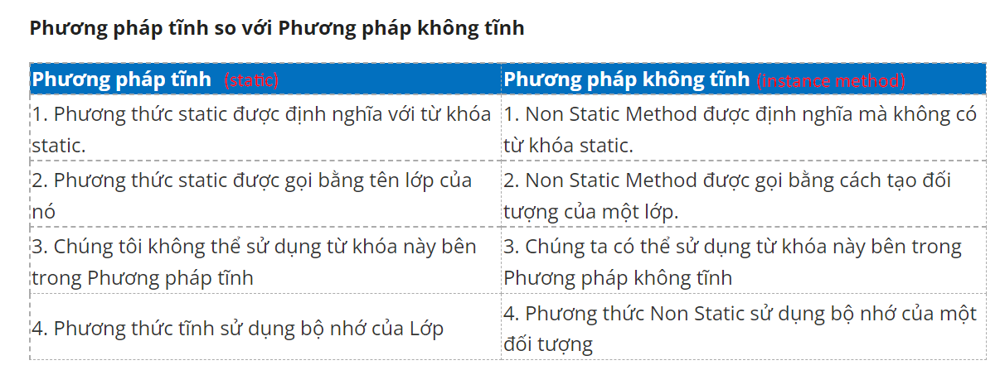 Phương pháp tĩnh so với Phương pháp không tĩnh
Phương pháp tĩnh (static)
Phương pháp không tĩnh (instance method)
1. Phương thức static được định nghĩa với từ khóa
static.
1. Non Static Method được định nghĩa mà không có
từ khóa static.
2. Phương thức static được gọi bằng tên lớp của
nó
2. Non Static Method được gọi bằng cách tạo đối
tượng của một lớp.
3. Chúng tôi không thể sử dụng từ khóa này bên
trong Phương pháp tĩnh
3. Chúng ta có thể sử dụng từ khóa này bên trong
Phương pháp không tĩnh
4. Phương thức tĩnh sử dụng bộ nhớ của Lớp
4. Phương thức Non Static sử dụng bộ nhớ của một
đối tượng